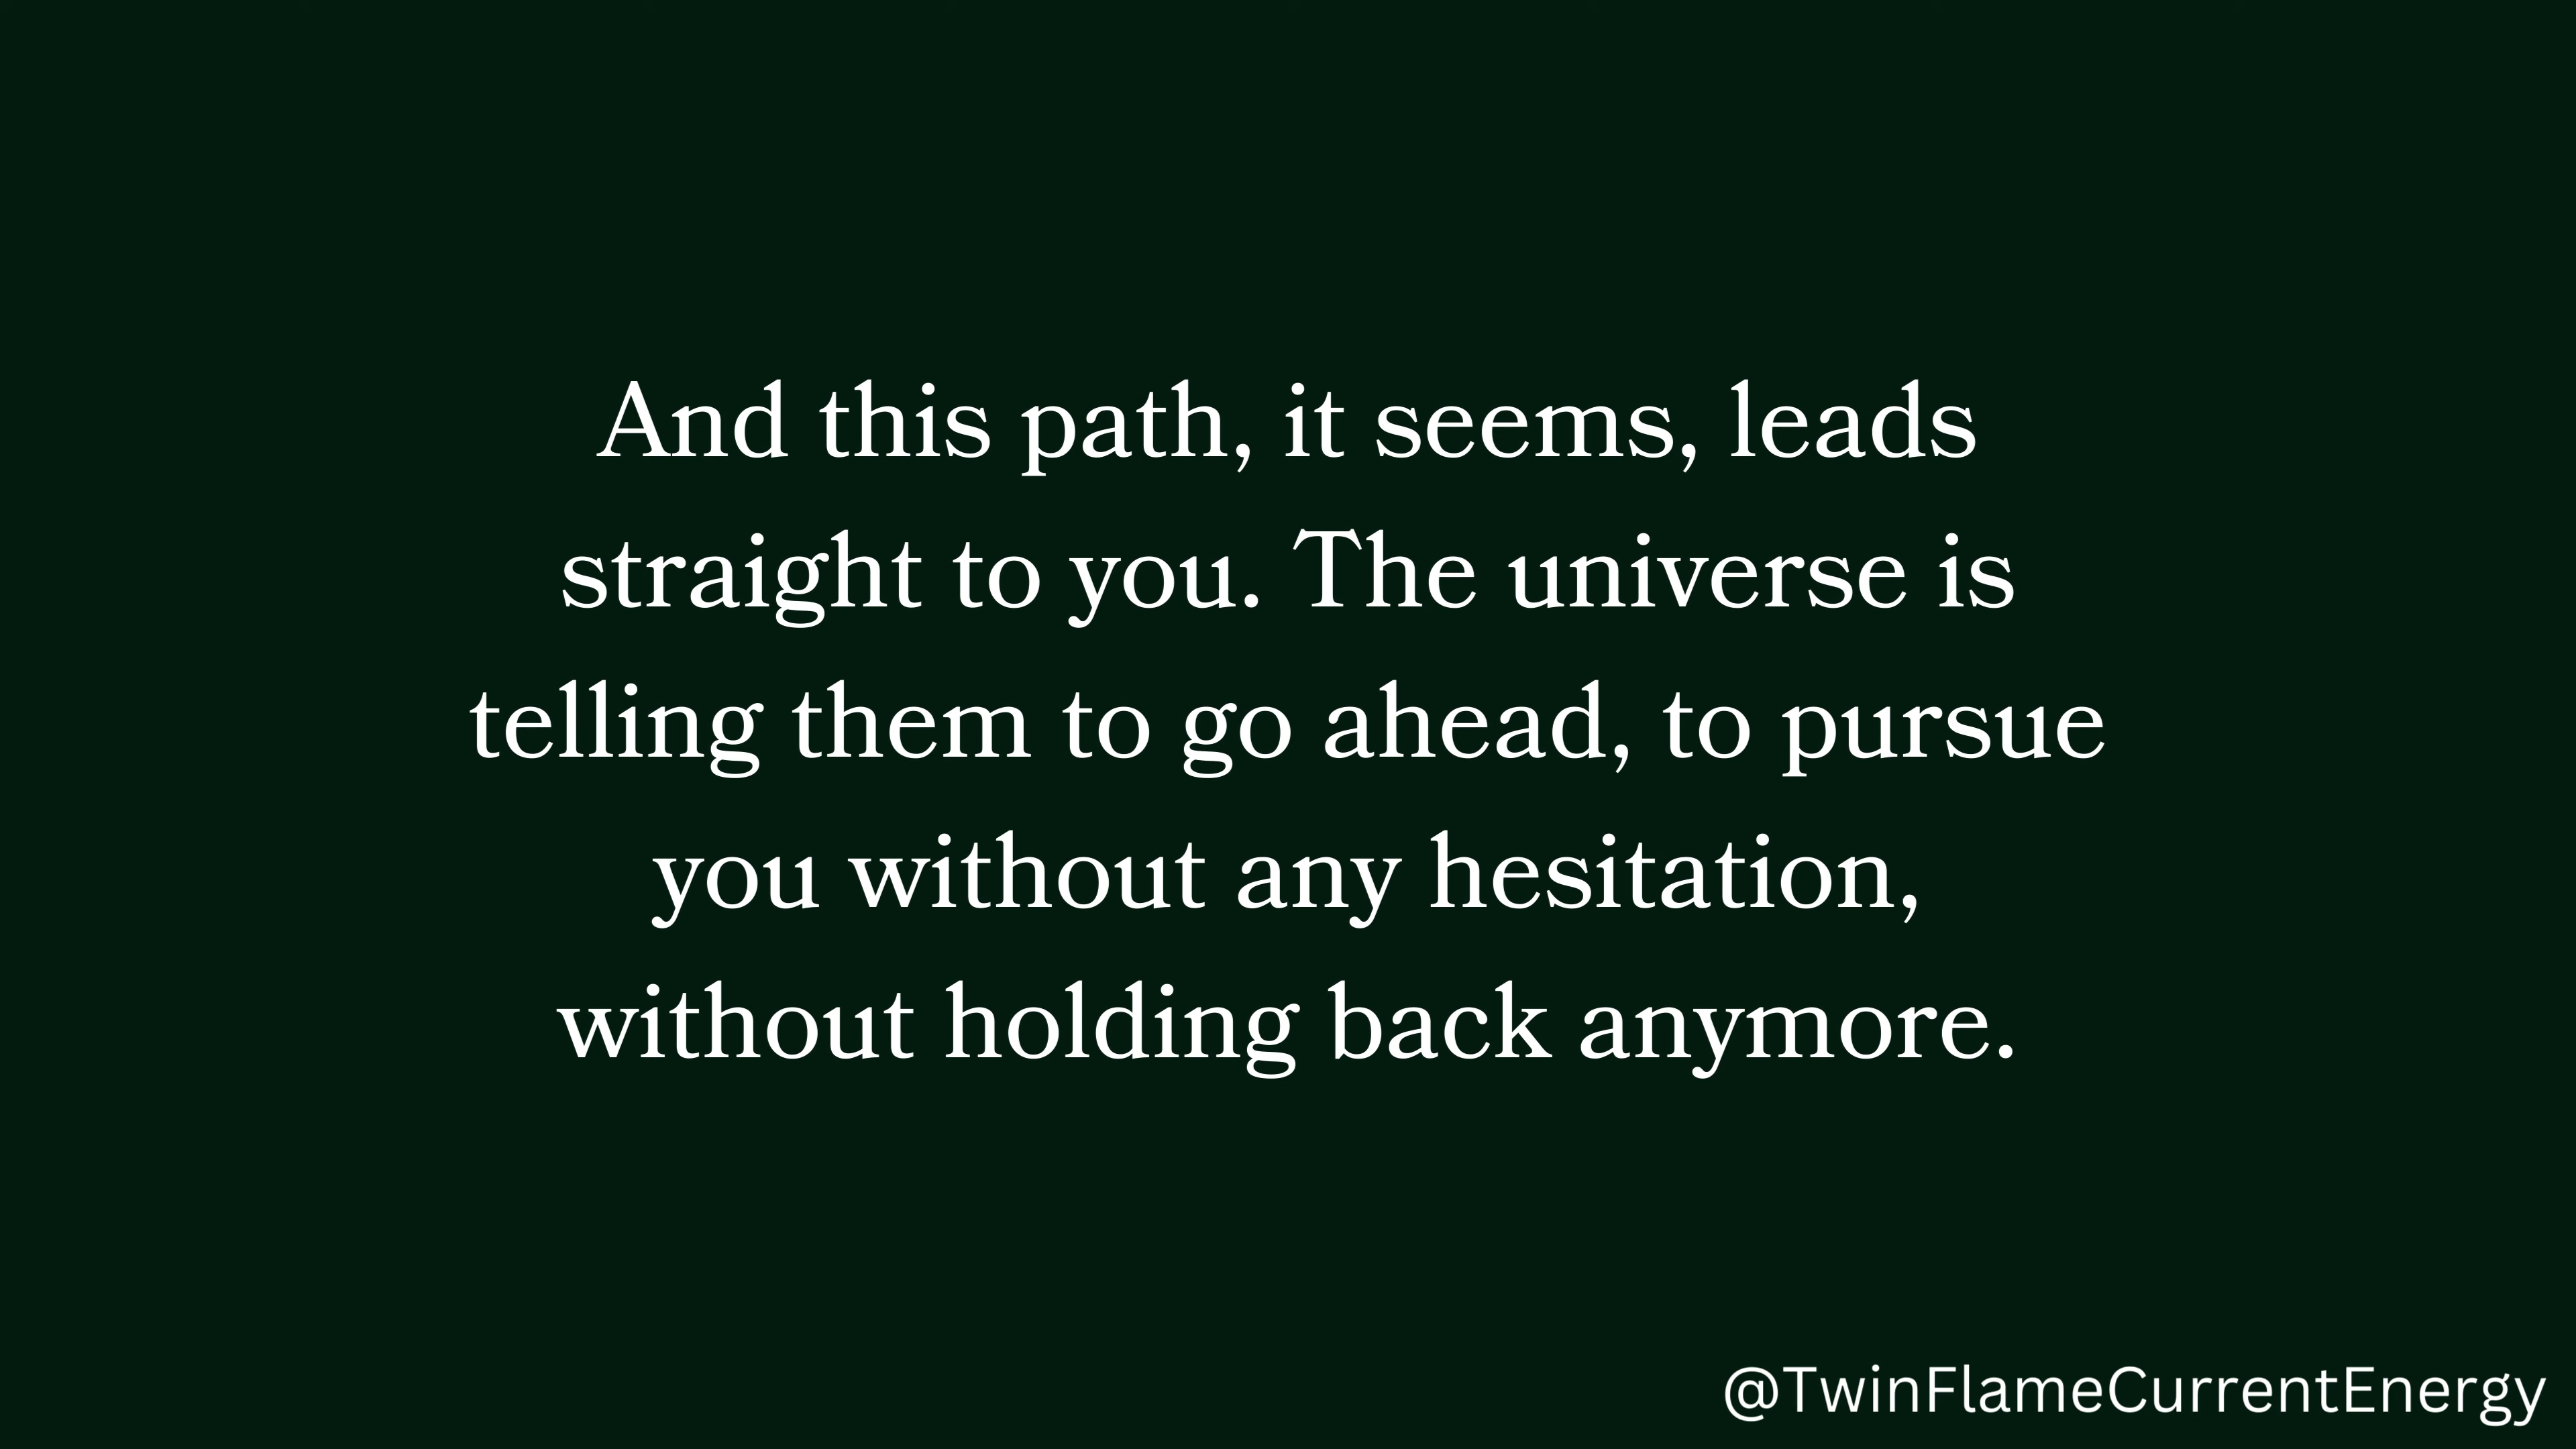 And this path, it seems, leads
straight to you. The universe is
telling them to go ahead, to pursue
you without any hesitation,
without holding back anymore.
@TwinFlameCurrentEnergy